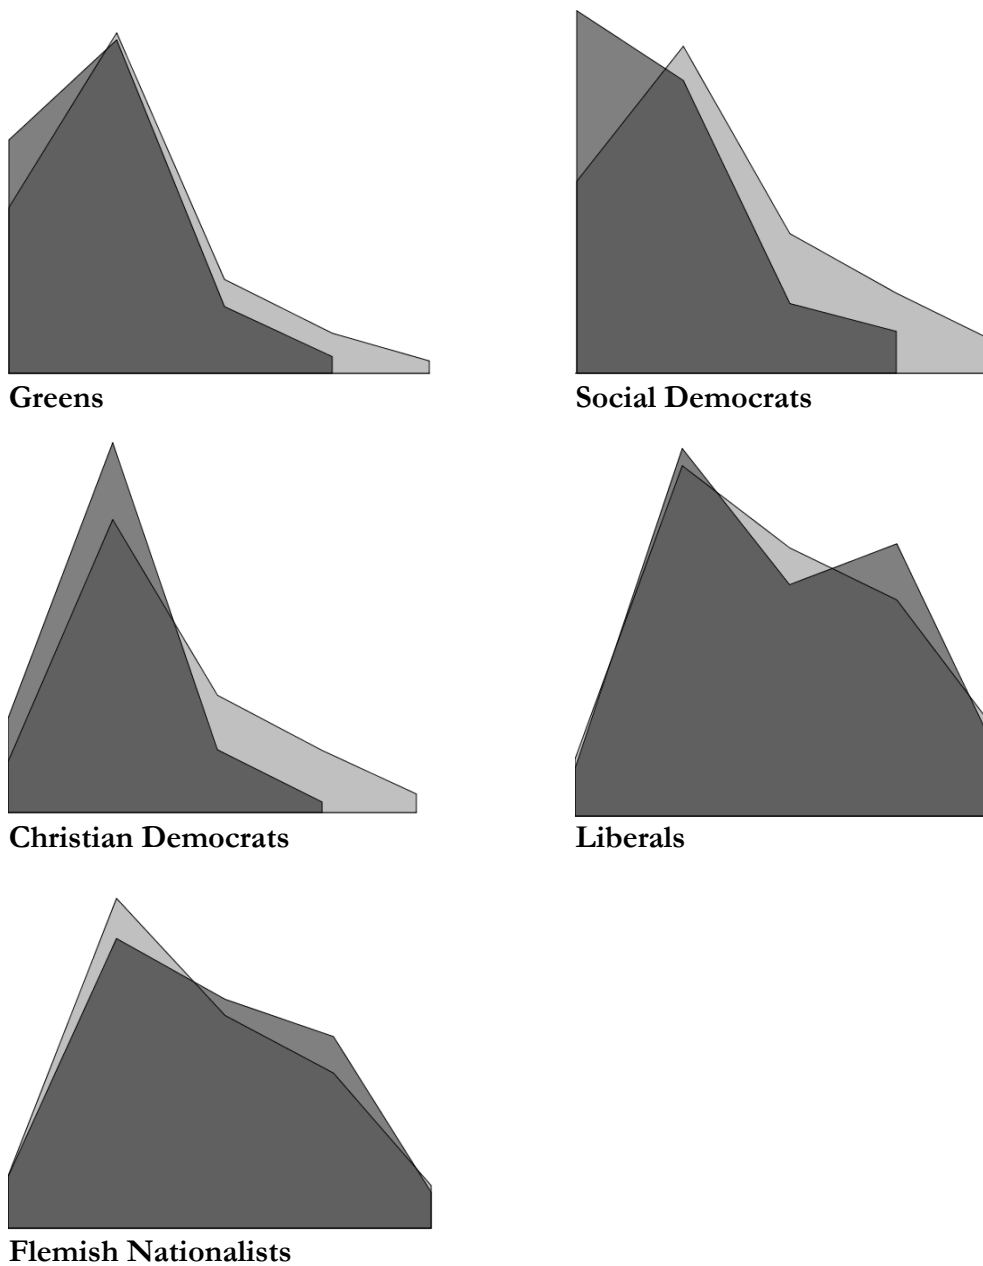 Greens
Social Democrats
Christian Democrats
Liberals
Flemish Nationalists